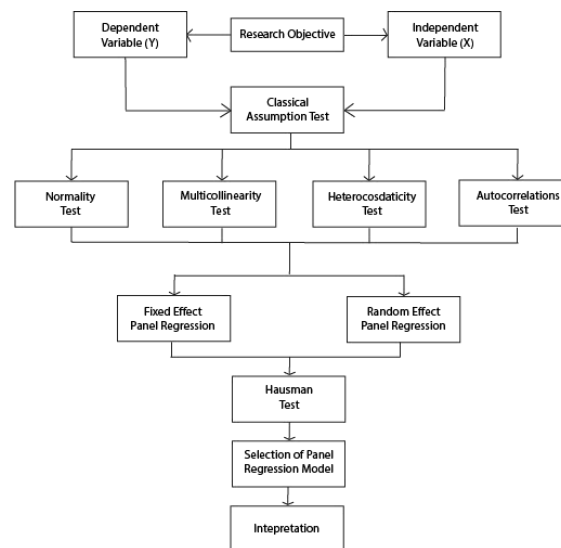 Dependent
Variable (Y)
Research Objective
Independent
Variable (X)
Classical
Assumption Test
Normality
Test
Multicollinearity
Test
Heterocosdaticity
Test
Autocorrelations
Test
Fixed Effect
Panel Regression
Random Effect
Panel Regression
Hausman
Test
Selection of Panel
Regression Model
Intepretation